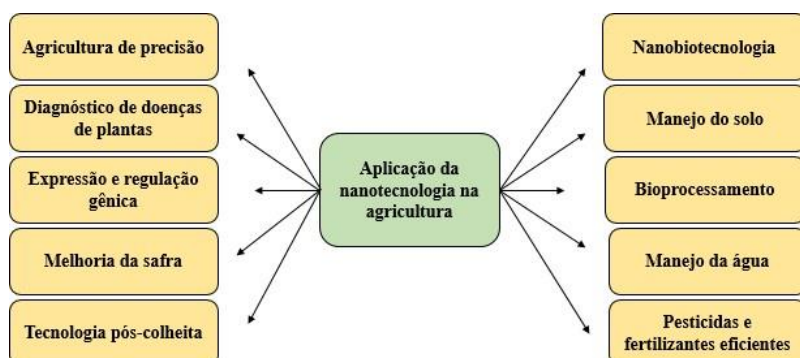 Agricultura de precisão
Diagnóstico de doenças
de plantas
Expressão e regulação
gênica
Melhoria da safra
Tecnologia pós-colheita
Aplicação da
nanotecnologia na
agricultura
Nanobiotecnologia
Manejo do solo
Bioprocessamento
Manejo da água
Pesticidas e
fertilizantes eficientes